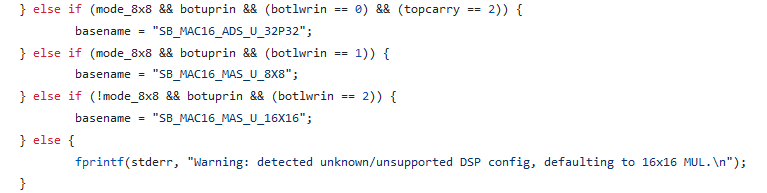 } else if (mode_8x8 && botuprin && (botlwrin == 0) && (topcarry == 2)) {
basename = "SB_MAC16_ADS_U_32P32";
} else if (mode_8x8 && botuprin && (botlwrin == 1)) {
basename = "SB_MAC16_MAS_U_8X8";
} else if (!mode_8x8 && botuprin && (botlwrin == 2)) {
basename = "SB_MAC16_MAS_U_16X16";
} else {
fprintf(stderr, "Warning: detected unknown/unsupported DSP config, defaulting to 16x16 MUL.\n");
}